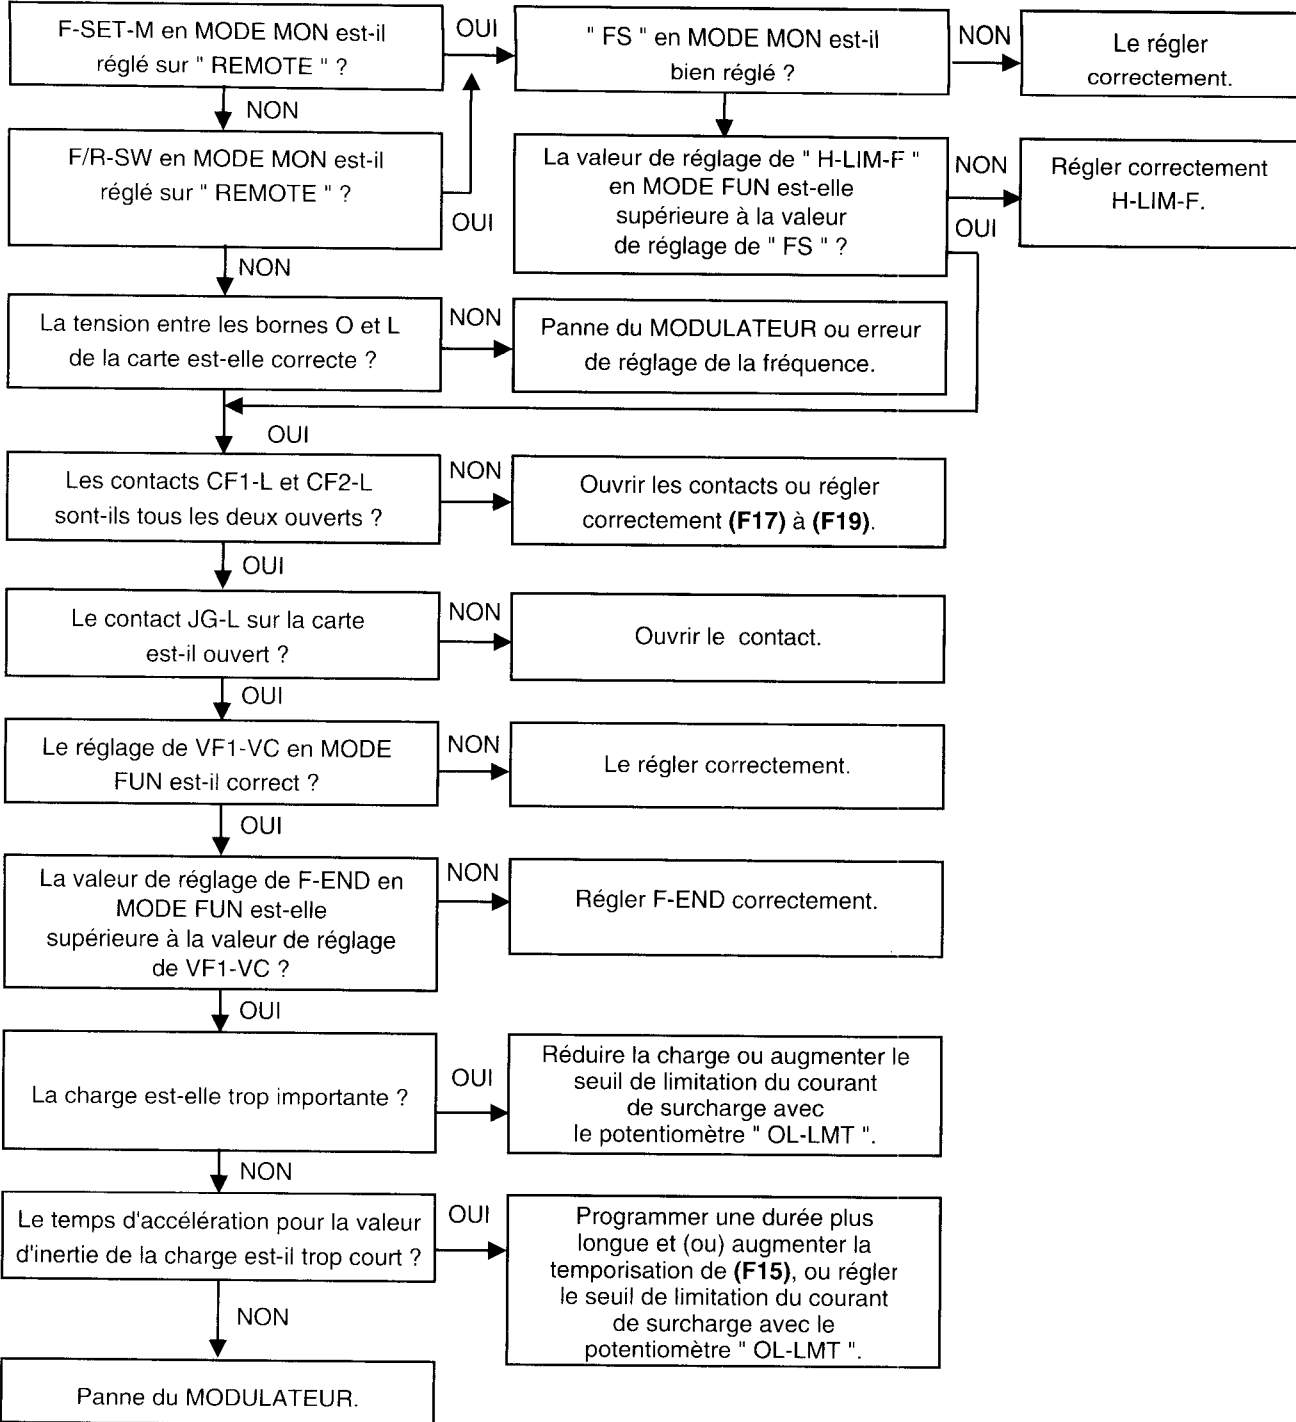 F-SET-M en MODE MON est-il
réglé sur " REMOTE " ?
OUI
" FS " en MODE MON est-il
bien réglé ?
NON
Le régler
correctement.
NON
F/R-SW en MODE MON est-il
réglé sur " REMOTE " ?
OUI
La valeur de réglage de " H-LIM-F "
en MODE FUN est-elle
supérieure à la valeur
de réglage de " FS " ?
NON
OUI
Régler correctement
H-LIM-F.
NON
La tension entre les bornes O et L
de la carte est-elle correcte ?
NON
Panne du MODULATEUR ou erreur
de réglage de la fréquence.
OUI
Les contacts CF1-L et CF2-L
sont-ils tous les deux ouverts ?
NON
Ouvrir les contacts ou régler
correctement (F17) à (F19).
OUI
Le contact JG-L sur la carte
est-il ouvert ?
NON
Ouvrir le contact.
OUI
Le réglage de VF1-VC en MODE
FUN est-il correct ?
NON
Le régler correctement.
OUI
La valeur de réglage de F-END en
MODE FUN est-elle
supérieure à la valeur de réglage
de VF1-VC ?
NON
Régler F-END correctement.
OUI
La charge est-elle trop importante ?
OUI
Réduire la charge ou augmenter le
seuil de limitation du courant
de surcharge avec
le potentiomètre " OL-LMT ".
NON
Le temps d'accélération pour la valeur
d'inertie de la charge est-il trop court ?
OUI
Programmer une durée plus
longue et (ou) augmenter la
temporisation de (F15), ou régler
le seuil de limitation du courant
de surcharge avec le
potentiomètre " OL-LMT ".
NON
Panne du MODULATEUR.